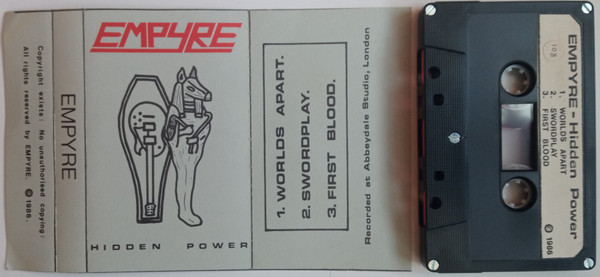 Copyright exists: No unauthorised copying:
All rights reserved by EMPYRE. © 1986.
EMPYRE
EMPYRE
HIDDEN POWER
1. WORLDS APART.
2. SWORDPLAY.
3. FIRST BLOOD.
Recorded at Abbeydale Studio, London
103
EMPYRE - Hidden Power
1. WORLDS APART
2. SWORDPLAY
3. FIRST BLOOD
© 1986